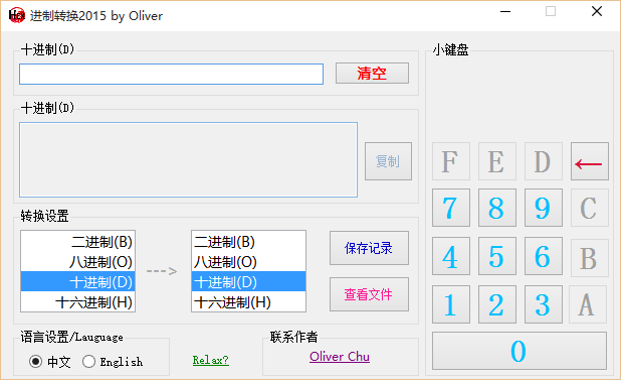 进制转换2015 by Oliver
十进制(D)
清空
十进制(D)
复制
转换设置
二进制(B)
八进制(O)
十进制(D)
十六进制(H)
--->
二进制(B)
八进制(O)
十进制(D)
十六进制(H)
保存记录
查看文件
语言设置/Lauguage
中文
English
Relax?
联系作者
Oliver Chu
小键盘
F E D ←
7 8 9 C
4 5 6 B
1 2 3 A
0